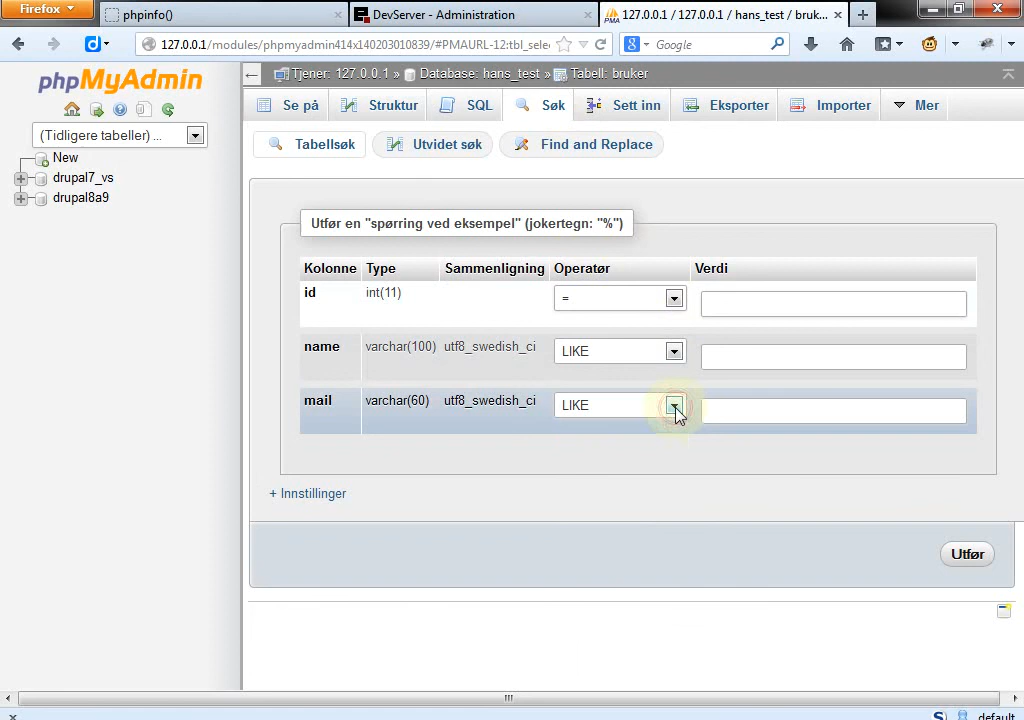 Firefox
phpinfo()
DevServer - Administration
127.0.0.1 / 127.0.0.1 / hans_test / bruk...
127.0.0.1/modules/phpmyadmin414x140203010839/#PMAURL-12:tbl_sele
Google
phpMyAdmin
(Tidligere tabeller) ...
New
drupal7_vs
drupal8a9
Tjener: 127.0.0.1 » Database: hans_test » Tabell: bruker
Se på Struktur SQL Søk Sett inn Eksporter Importer Mer
Tabellsøk Utvidet søk Find and Replace
Utfør en "spørring ved eksempel" (jokertegn: "%")
Kolonne Type Sammenligning Operatør Verdi
id int(11) =
name varchar(100) utf8_swedish_ci LIKE
mail varchar(60) utf8_swedish_ci LIKE
+ Innstillinger
Utfør
default